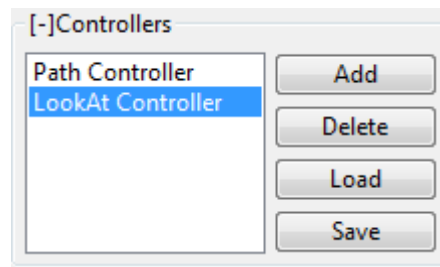 [-]Controllers
Path Controller
LookAt Controller
Add
Delete
Load
Save